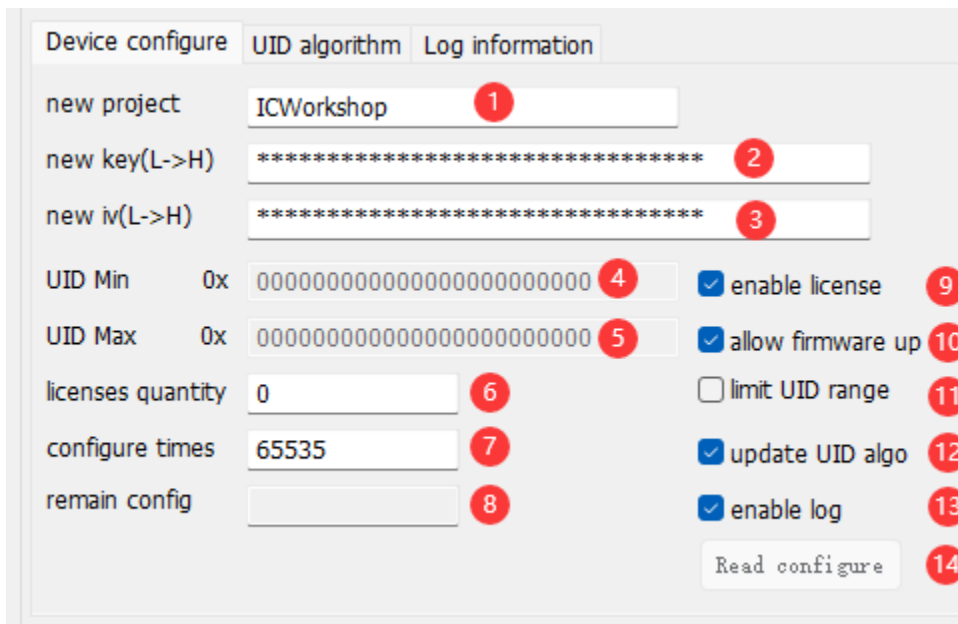 Device configure UID algorithm Log information
new project ICWorkshop 1
new key(L->H) ******************************** 2
new iv(L->H) ******************************** 3
UID Min 0x 000000000000000000000000 4
enable license 9
UID Max 0x 000000000000000000000000 5
allow firmware up 10
licenses quantity 0 6
limit UID range 11
configure times 65535 7
update UID algo 12
remain config 8
enable log 13
Read configure 14